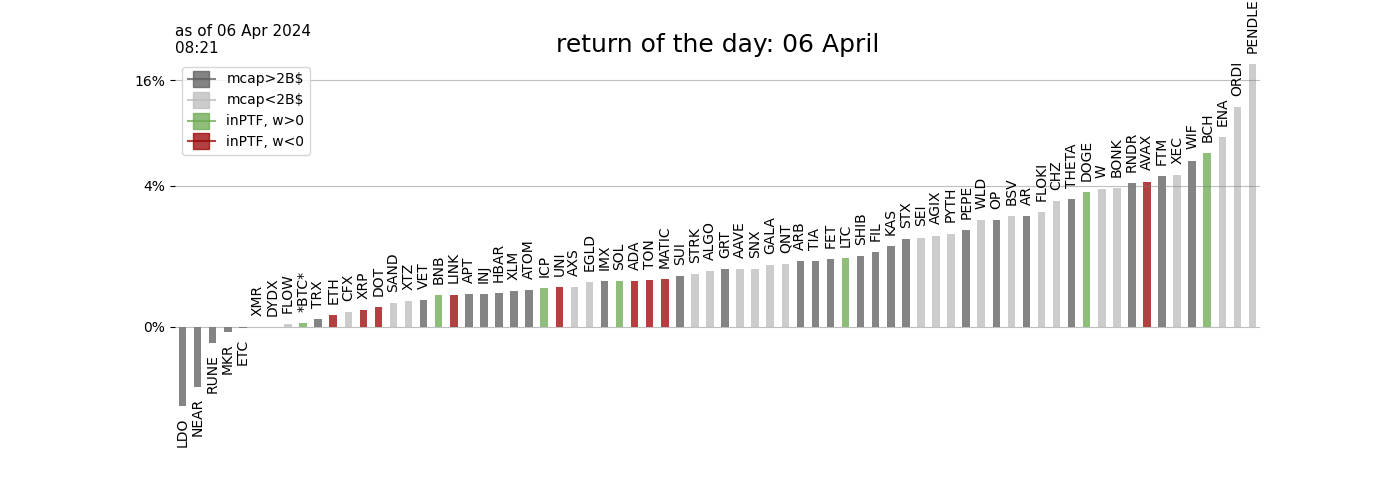 as of 06 Apr 2024
08:21
return of the day: 06 April
mcap>2B$
mcap<2B$
inPTF, w>0
inPTF, w<0
16%
4%
0%
LDO
NEAR
RUNE
MKR
ETC
XMR
DYDX
FLOW
*BTC*
TRX
ETH
CFX
XRP
DOT
SAND
XTZ
VET
BNB
LINK
APT
INJ
HBAR
XLM
ATOM
ICP
UNI
AXS
EGLD
IMX
SOL
ADA
TON
MATIC
SUI
STRK
ALGO
GRT
AAVE
SNX
GALA
QNT
ARB
TIA
FET
LTC
SHIB
FIL
KAS
STX
SEI
AGIX
PYTH
PEPE
WLD
OP
BSV
AR
FLOKI
CHZ
THETA
DOGE
W
BONK
RNDR
AVAX
FTM
XEC
WIF
BCH
ENA
ORDI
PENDLE